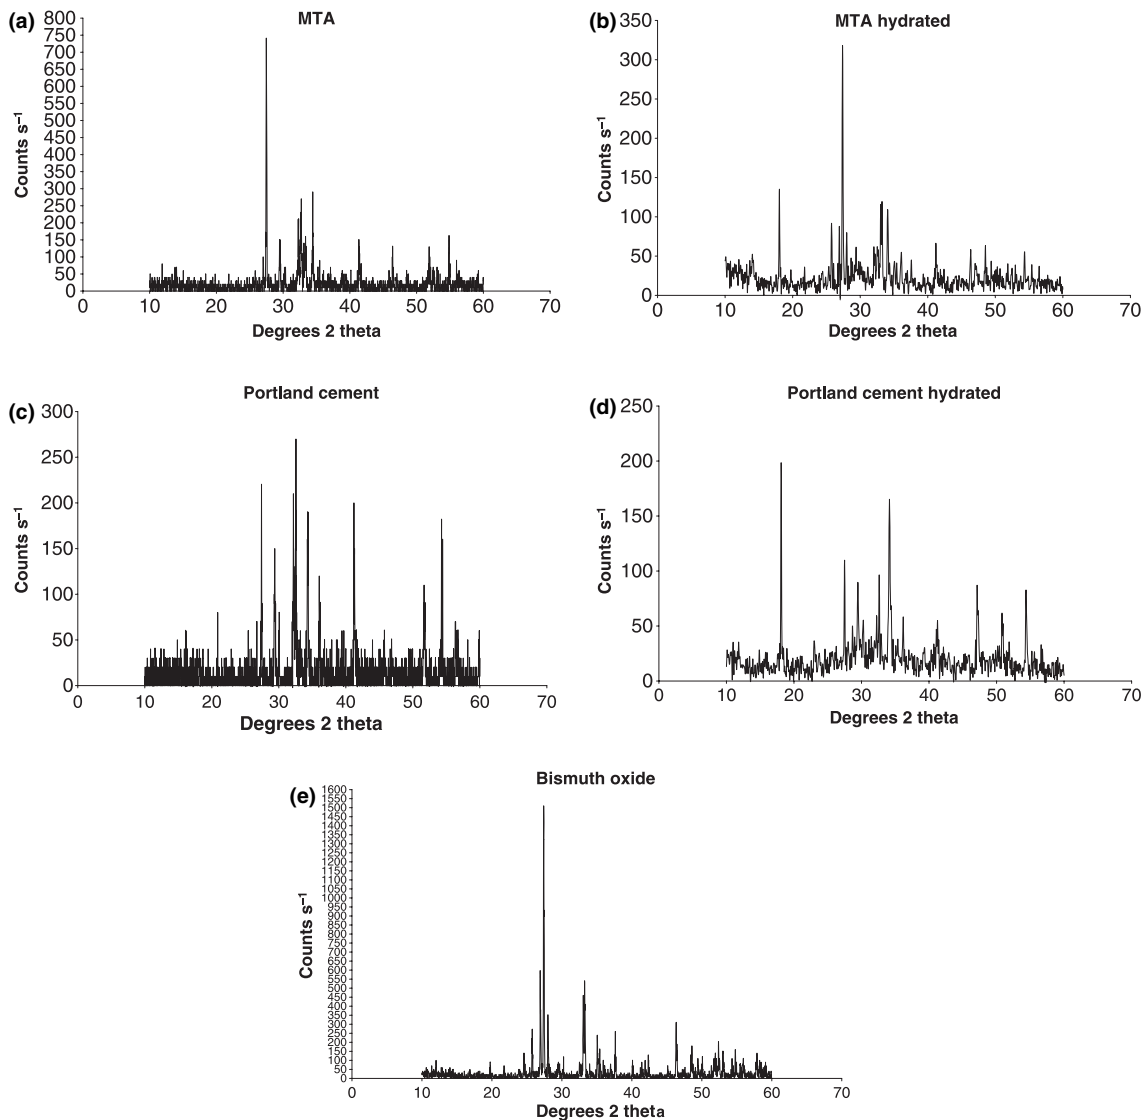 (a)
MTA
800
750
700
650
600
550
500
450
400
350
300
250
200
150
100
50
0
Counts s⁻¹
0 10 20 30 40 50 60 70
Degrees 2 theta
(b)
MTA hydrated
350
300
250
200
150
100
50
0
Counts s⁻¹
0 10 20 30 40 50 60 70
Degrees 2 theta
(c)
Portland cement
300
250
200
150
100
50
0
Counts s⁻¹
0 10 20 30 40 50 60 70
Degrees 2 theta
(d)
Portland cement hydrated
250
200
150
100
50
0
Counts s⁻¹
0 10 20 30 40 50 60 70
Degrees 2 theta
(e)
Bismuth oxide
1600
1550
1500
1450
1400
1350
1300
1250
1200
1150
1100
1050
1000
950
900
850
800
750
700
650
600
550
500
450
400
350
300
250
200
150
100
50
0
Counts s⁻¹
0 10 20 30 40 50 60 70
Degrees 2 theta